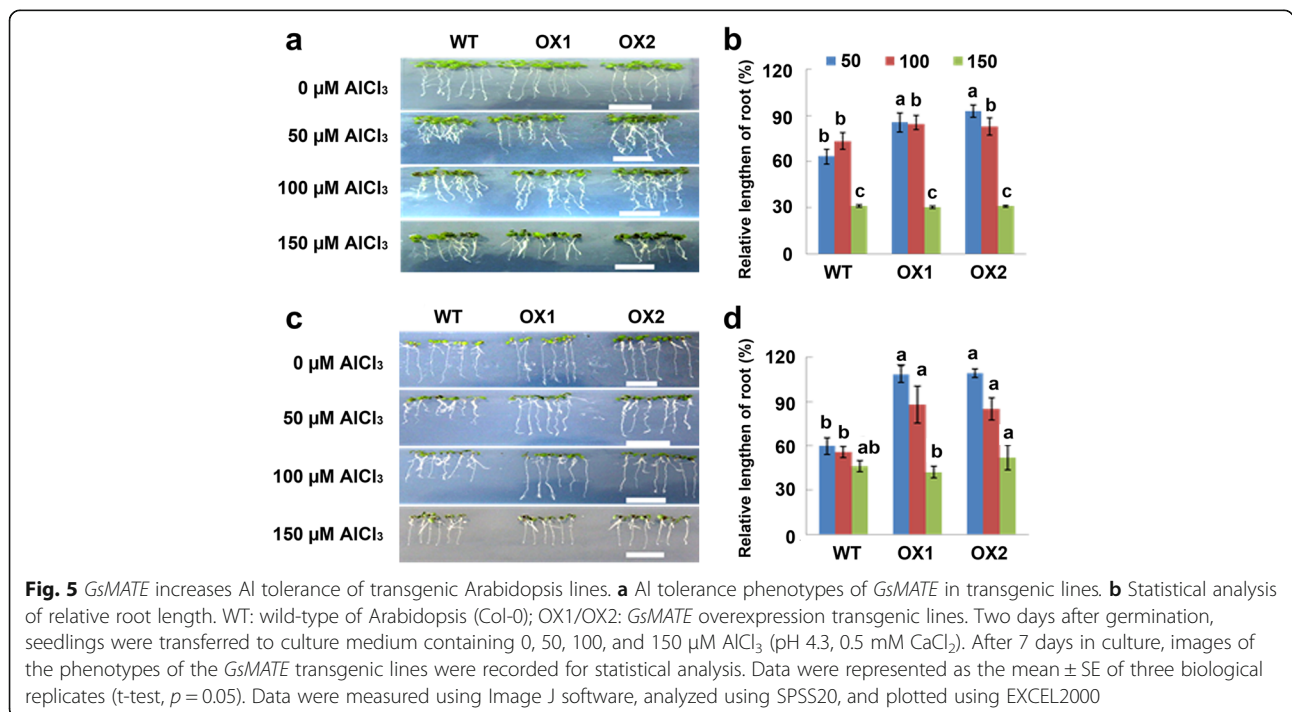 a
WT OX1 OX2
0 µM AlCl₃
50 µM AlCl₃
100 µM AlCl₃
150 µM AlCl₃
b
50 100 150
Relative lengthen of root (%)
120
90
60
30
0
b b c
a b c
a b c
WT OX1 OX2
c
WT OX1 OX2
0 µM AlCl₃
50 µM AlCl₃
100 µM AlCl₃
150 µM AlCl₃
d
Relative lengthen of root (%)
120
90
60
30
0
b b ab
a a b
a a a
WT OX1 OX2
Fig. 5 GsMATE increases Al tolerance of transgenic Arabidopsis lines. a Al tolerance phenotypes of GsMATE in transgenic lines. b Statistical analysis
of relative root length. WT: wild-type of Arabidopsis (Col-0); OX1/OX2: GsMATE overexpression transgenic lines. Two days after germination,
seedlings were transferred to culture medium containing 0, 50, 100, and 150 µM AlCl₃ (pH 4.3, 0.5 mM CaCl₂). After 7 days in culture, images of
the phenotypes of the GsMATE transgenic lines were recorded for statistical analysis. Data were represented as the mean ± SE of three biological
replicates (t-test, p = 0.05). Data were measured using Image J software, analyzed using SPSS20, and plotted using EXCEL2000